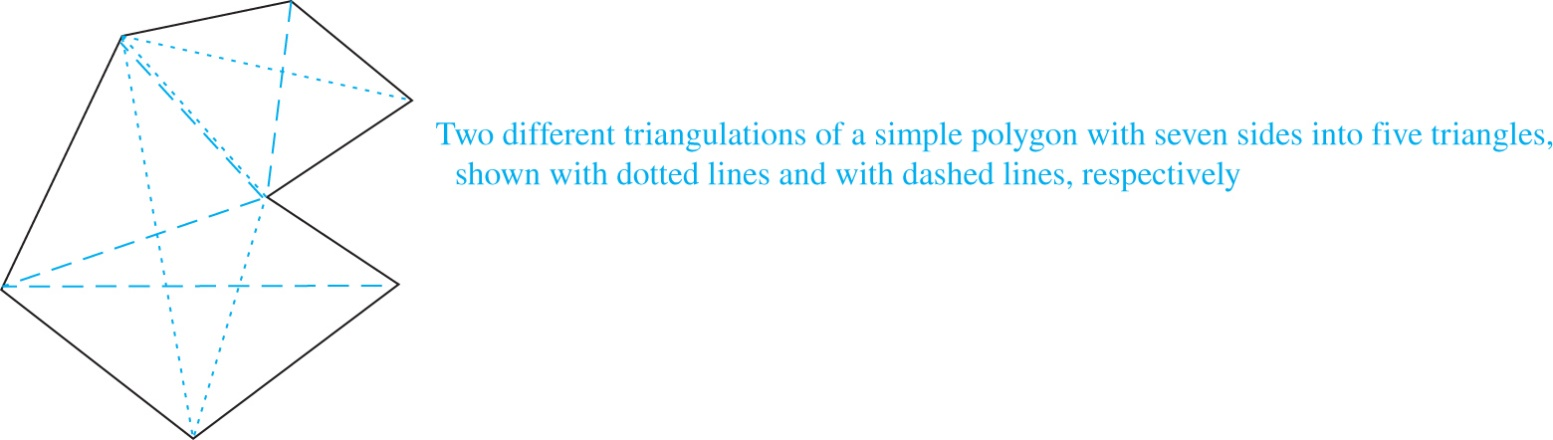 Two different triangulations of a simple polygon with seven sides into five triangles,
shown with dotted lines and with dashed lines, respectively